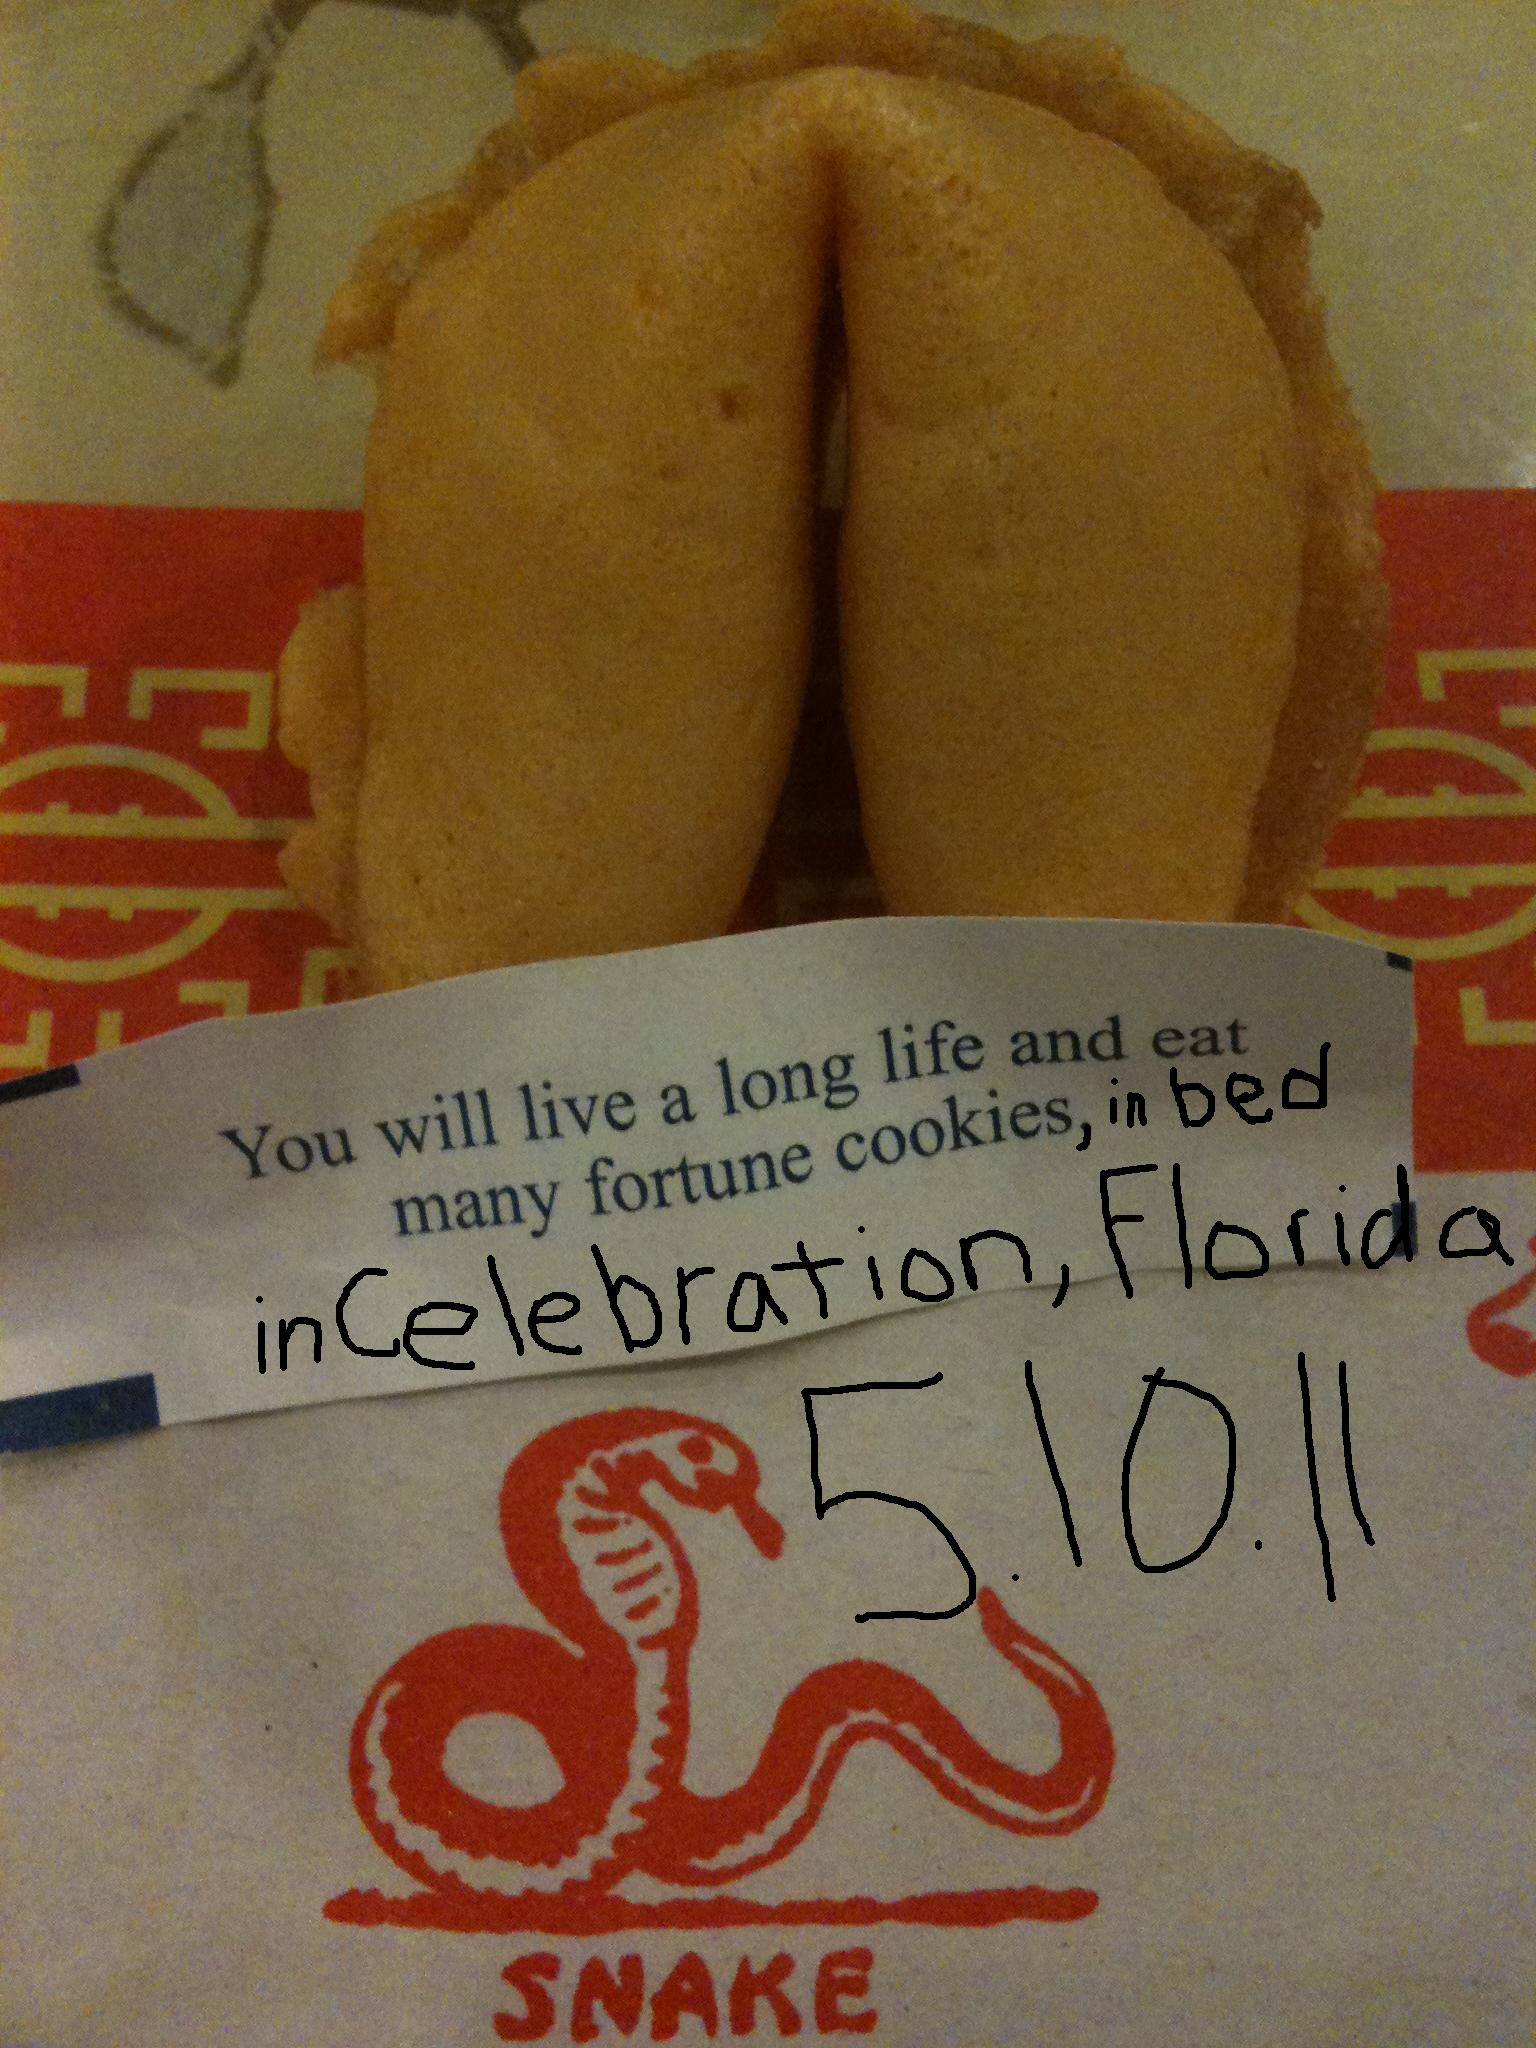 You will live a long life and eat
many fortune cookies, in bed
in Celebration, Florida
5.10.11
SNAKE